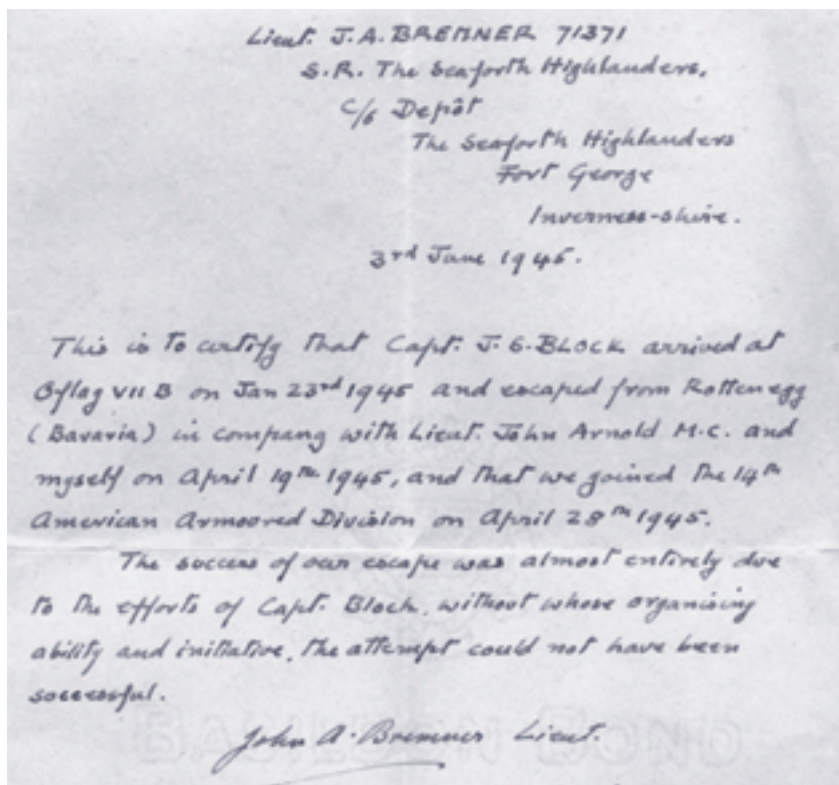 Lieut. J.A. BREMNER 71371
S.R. The Seaforth Highlanders,
c/o Depôt
The Seaforth Highlanders
Fort George
Inverness-shire.
3rd June 1945.
This is to certify that Capt. J. S. BLOCK arrived at
Oflag VII B on Jan 23rd 1945 and escaped from Rottenegg
(Bavaria) in company with Lieut. John Arnold M.C. and
myself on April 19th 1945, and that we joined the 14th
American Armoured Division on April 28th 1945.
The success of our escape was almost entirely due
to the efforts of Capt. Block, without whose organising
ability and initiative, the attempt could not have been
successful.
John A. Bremner Lieut.
BOND